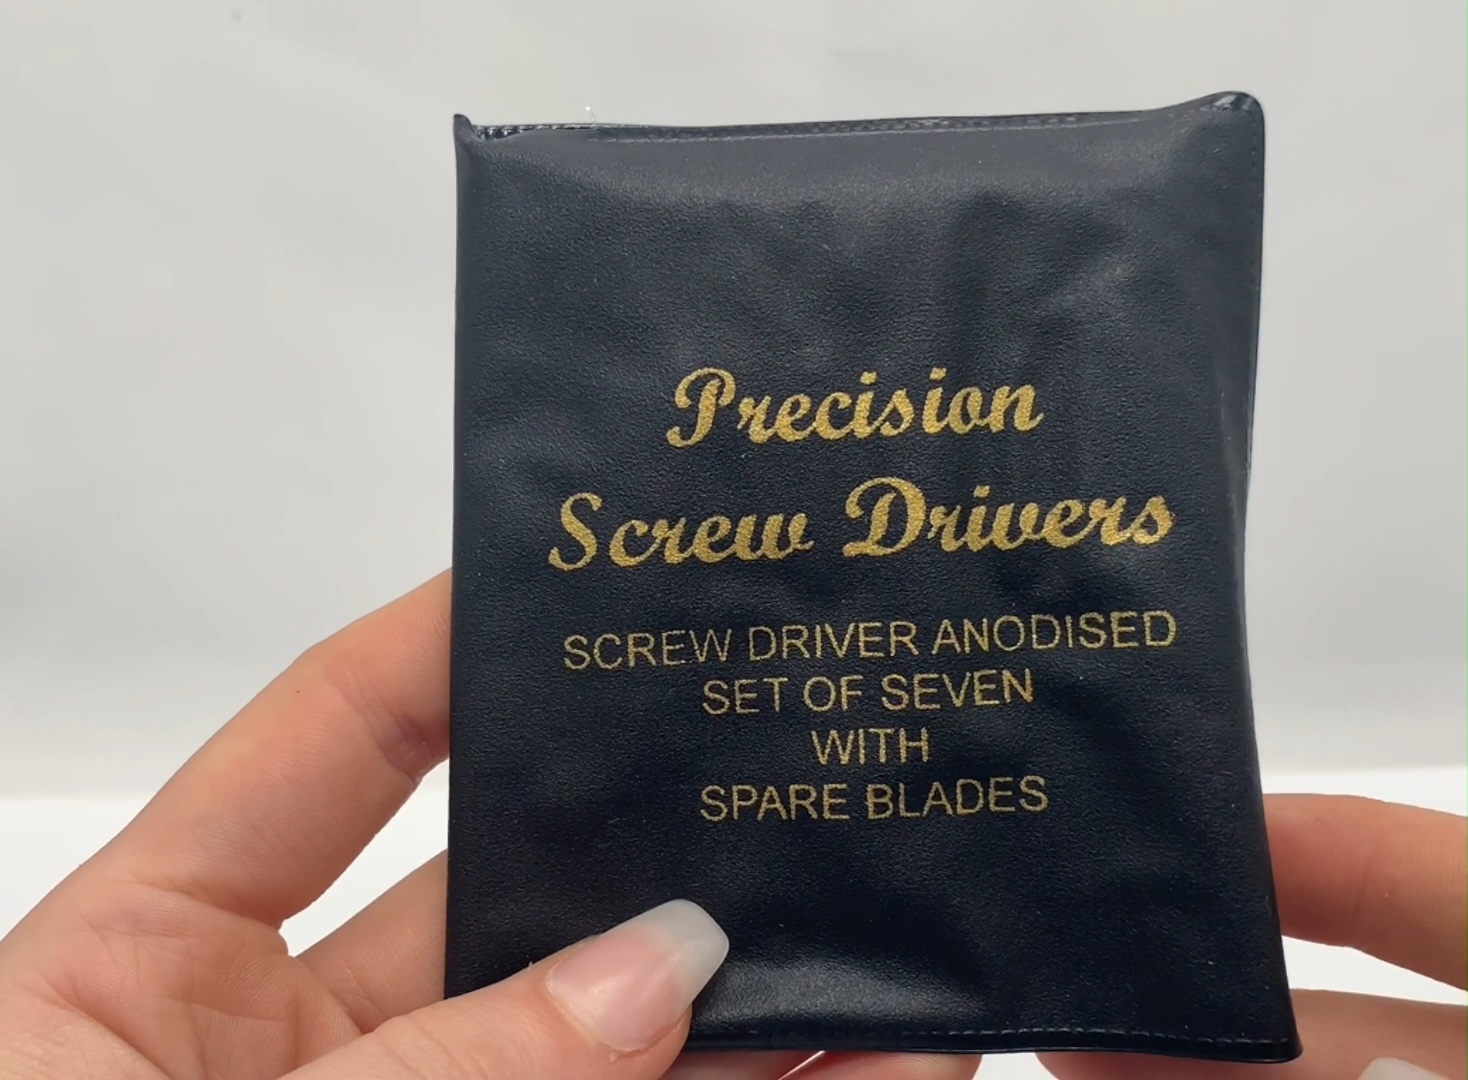 Precision
Screw Drivers
SCREW DRIVER ANODISED
SET OF SEVEN
WITH
SPARE BLADES